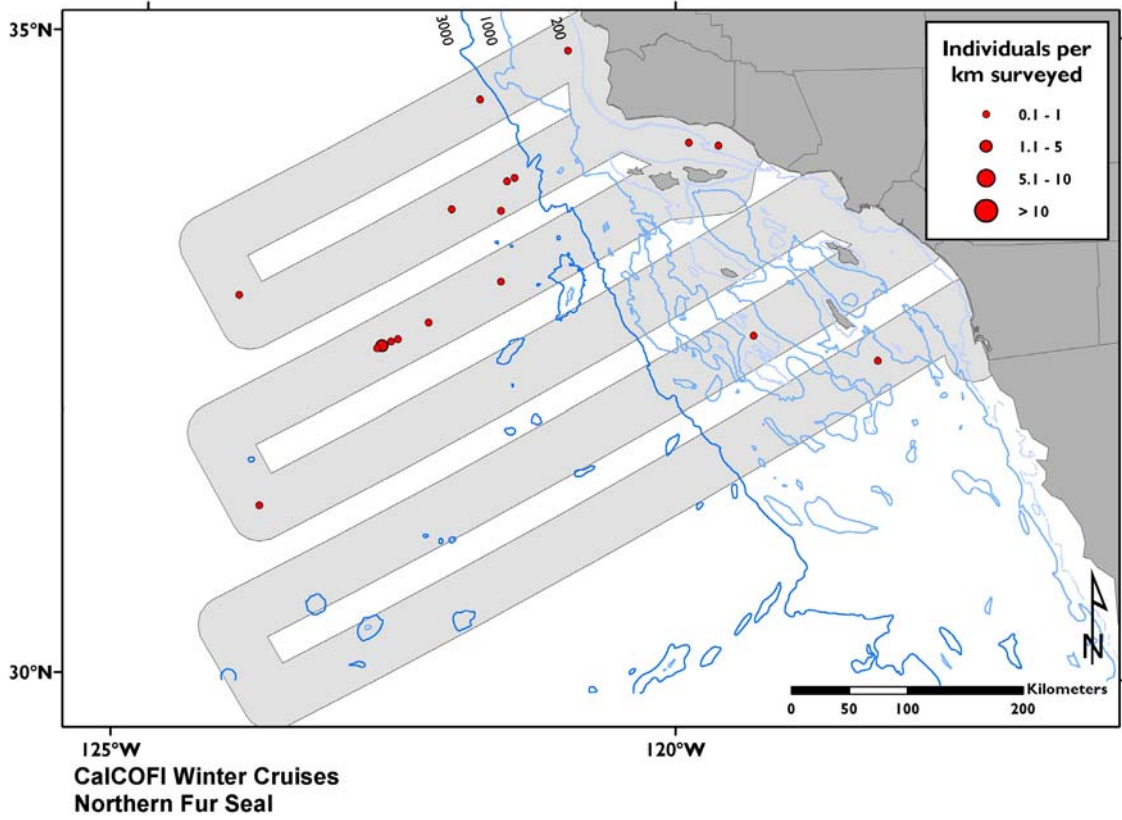 35°N
3000
1000
200
Individuals per
km surveyed
0.1 - 1
1.1 - 5
5.1 - 10
> 10
N
30°N
Kilometers
0 50 100 200
125°W 120°W
CalCOFI Winter Cruises
Northern Fur Seal